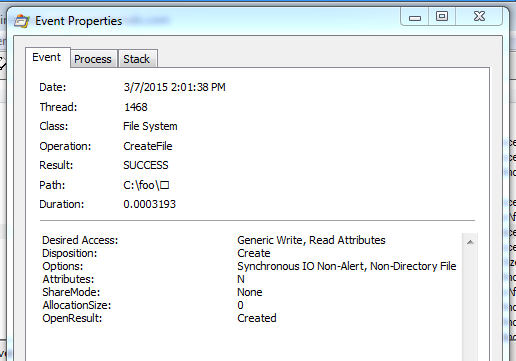 Event Properties
Event Process Stack
Date: 3/7/2015 2:01:38 PM
Thread: 1468
Class: File System
Operation: CreateFile
Result: SUCCESS
Path: C:\foo\□
Duration: 0.0003193
Desired Access: Generic Write, Read Attributes
Disposition: Create
Options: Synchronous IO Non-Alert, Non-Directory File
Attributes: N
ShareMode: None
AllocationSize: 0
OpenResult: Created